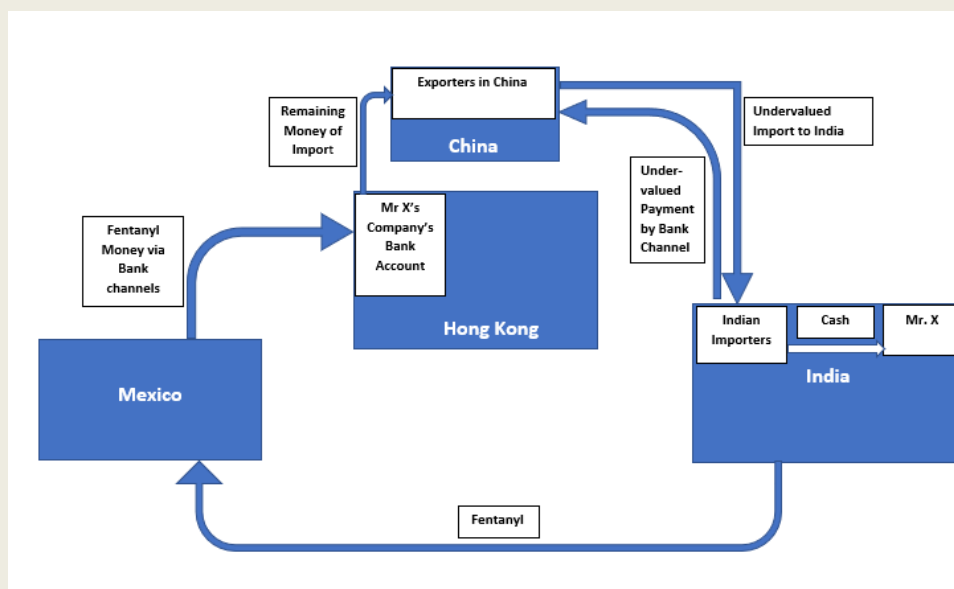 Exporters in China
China
Remaining
Money of
Import
Undervalued
Import to India
Under-
valued
Payment
by Bank
Channel
Fentanyl
Money via
Bank
channels
Mr X’s
Company’s
Bank
Account
Hong Kong
Mexico
Indian
Importers
Cash
Mr. X
India
Fentanyl